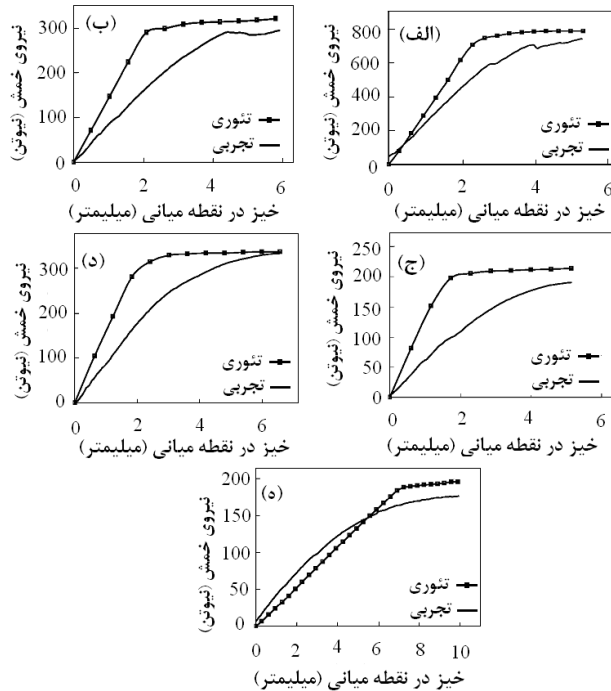 (الف)
نیروی خمش (نیوتن)
800
600
400
200
0
تئوری
تجربی
0 2 4 6
خیز در نقطه میانی (میلیمتر)
(ب)
نیروی خمش (نیوتن)
300
200
100
0
تئوری
تجربی
0 2 4 6
خیز در نقطه میانی (میلیمتر)
(ج)
نیروی خمش (نیوتن)
250
200
150
100
50
0
تئوری
تجربی
0 2 4 6
خیز در نقطه میانی (میلیمتر)
(د)
نیروی خمش (نیوتن)
300
200
100
0
تئوری
تجربی
0 2 4 6
خیز در نقطه میانی (میلیمتر)
(ه)
نیروی خمش (نیوتن)
200
150
100
50
0
تئوری
تجربی
0 2 4 6 8 10
خیز در نقطه میانی (میلیمتر)